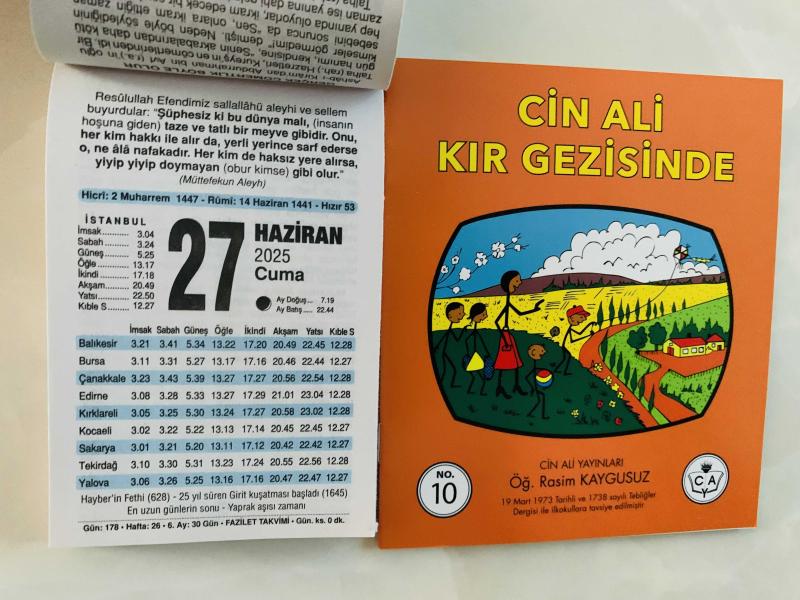 Resûlullah Efendimiz sallallâhü aleyhi ve sellem
buyurdular: "Şüphesiz ki bu dünya malı, (insanın
hoşuna giden) taze ve tatlı bir meyve gibidir. Onu,
her kim hakkı ile alır da, yerli yerince sarf ederse
o, ne âlâ nafakadır. Her kim de haksız yere alırsa,
yiyip yiyip doymayan (obur kimse) gibi olur."
(Müttefekun Aleyh)
Hicrî: 2 Muharrem 1447 - Rûmî: 14 Haziran 1441 - Hızır 53
İSTANBUL
İmsak........... 3.04
Sabah .......... 3.24
Güneş........... 5.25
Öğle ............ 13.17
İkindi ........... 17.18
Akşam.......... 20.49
Yatsı............. 22.50
Kıble S......... 12.27
27
HAZİRAN
2025
Cuma
Ay Doğuş.... 7.19
Ay Batış .... 22.44
İmsak Sabah Güneş Öğle İkindi Akşam Yatsı Kıble S
Balıkesir 3.21 3.41 5.34 13.22 17.20 20.49 22.45 12.28
Bursa 3.11 3.31 5.27 13.17 17.16 20.46 22.44 12.27
Çanakkale 3.23 3.43 5.39 13.27 17.27 20.56 22.54 12.28
Edirne 3.08 3.28 5.33 13.27 17.29 21.01 23.04 12.28
Kırklareli 3.05 3.25 5.30 13.24 17.27 20.58 23.02 12.28
Kocaeli 3.02 3.22 5.22 13.13 17.14 20.45 22.45 12.27
Sakarya 3.01 3.21 5.20 13.11 17.12 20.42 22.42 12.27
Tekirdağ 3.10 3.30 5.31 13.23 17.24 20.55 22.56 12.28
Yalova 3.06 3.26 5.25 13.16 17.16 20.47 22.47 12.27
Hayber'in Fethi (628) - 25 yıl süren Girit kuşatması başladı (1645)
En uzun günlerin sonu - Yaprak aşısı zamanı
Gün: 178 • Hafta: 26 • 6. Ay: 30 Gün • FAZİLET TAKVİMİ • Gün. ks. 0 dk.
CİN ALİ
KIR GEZİSİNDE
CİN ALİ YAYINLARI
Öğ. Rasim KAYGUSUZ
19 Mart 1973 Tarihli ve 1738 sayılı Tebliğler
Dergisi ile ilkokullara tavsiye edilmiştir.
NO.
10
C A
Y